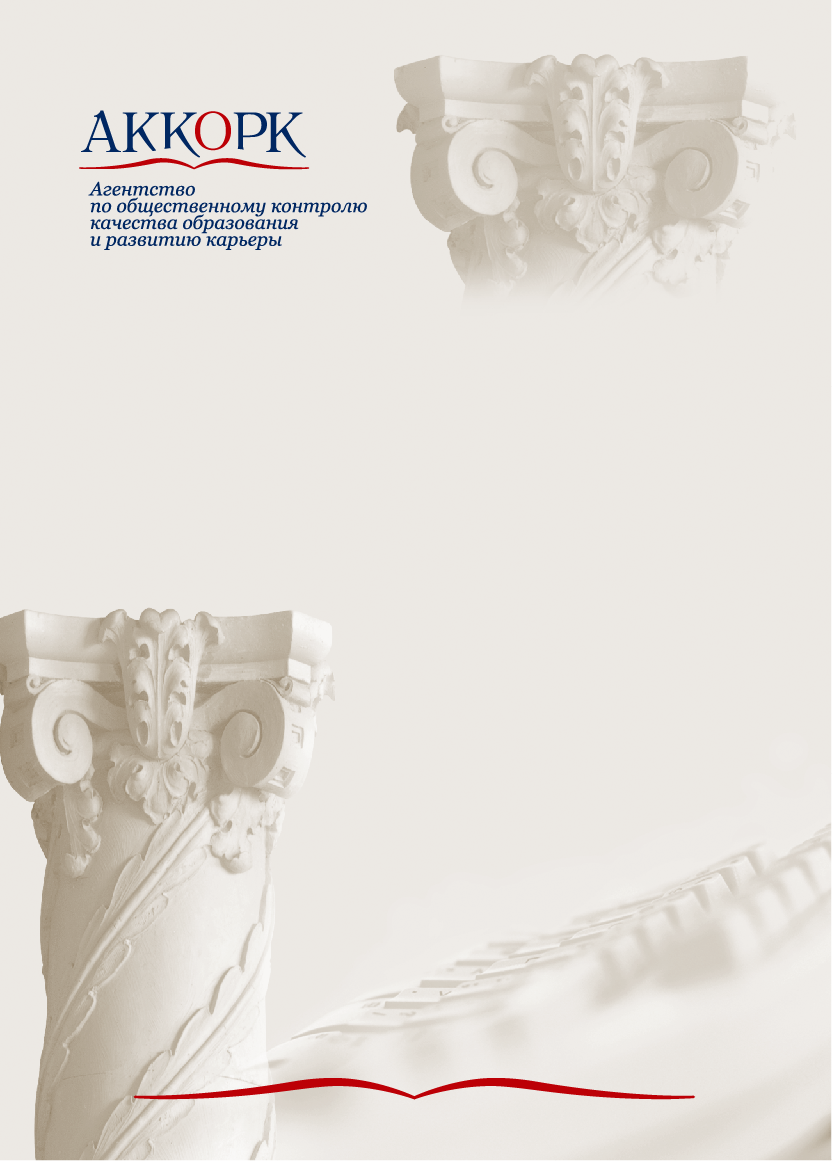 АККОРК
Агентство
по общественному контролю
качества образования
и развитию карьеры